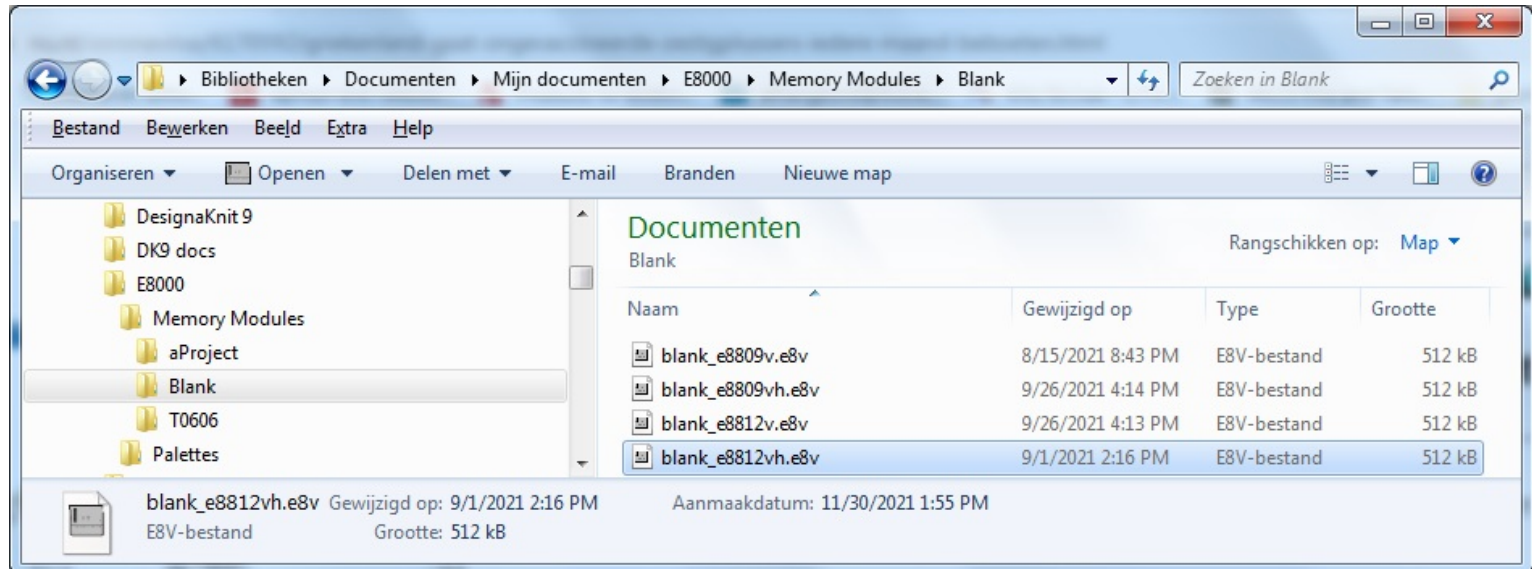 Bibliotheken Documenten Mijn documenten E8000 Memory Modules Blank Zoeken in Blank
Bestand Bewerken Beeld Extra Help
Organiseren Openen Delen met E-mail Branden Nieuwe map
DesignaKnit 9
DK9 docs
E8000
Memory Modules
aProject
Blank
T0606
Palettes
Documenten
Blank
Rangschikken op: Map
Naam Gewijzigd op Type Grootte
blank_e8809v.e8v 8/15/2021 8:43 PM E8V-bestand 512 kB
blank_e8809vh.e8v 9/26/2021 4:14 PM E8V-bestand 512 kB
blank_e8812v.e8v 9/26/2021 4:13 PM E8V-bestand 512 kB
blank_e8812vh.e8v 9/1/2021 2:16 PM E8V-bestand 512 kB
blank_e8812vh.e8v Gewijzigd op: 9/1/2021 2:16 PM Aanmaakdatum: 11/30/2021 1:55 PM
E8V-bestand Grootte: 512 kB